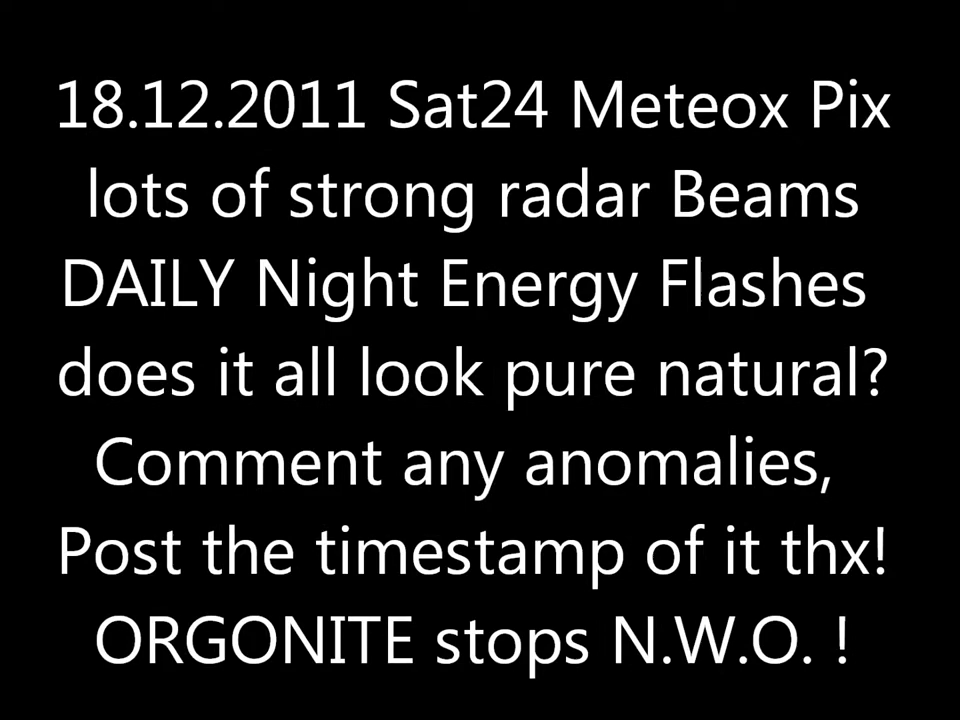 18.12.2011 Sat24 Meteox Pix
lots of strong radar Beams
DAILY Night Energy Flashes
does it all look pure natural?
Comment any anomalies,
Post the timestamp of it thx!
ORGONITE stops N.W.O. !